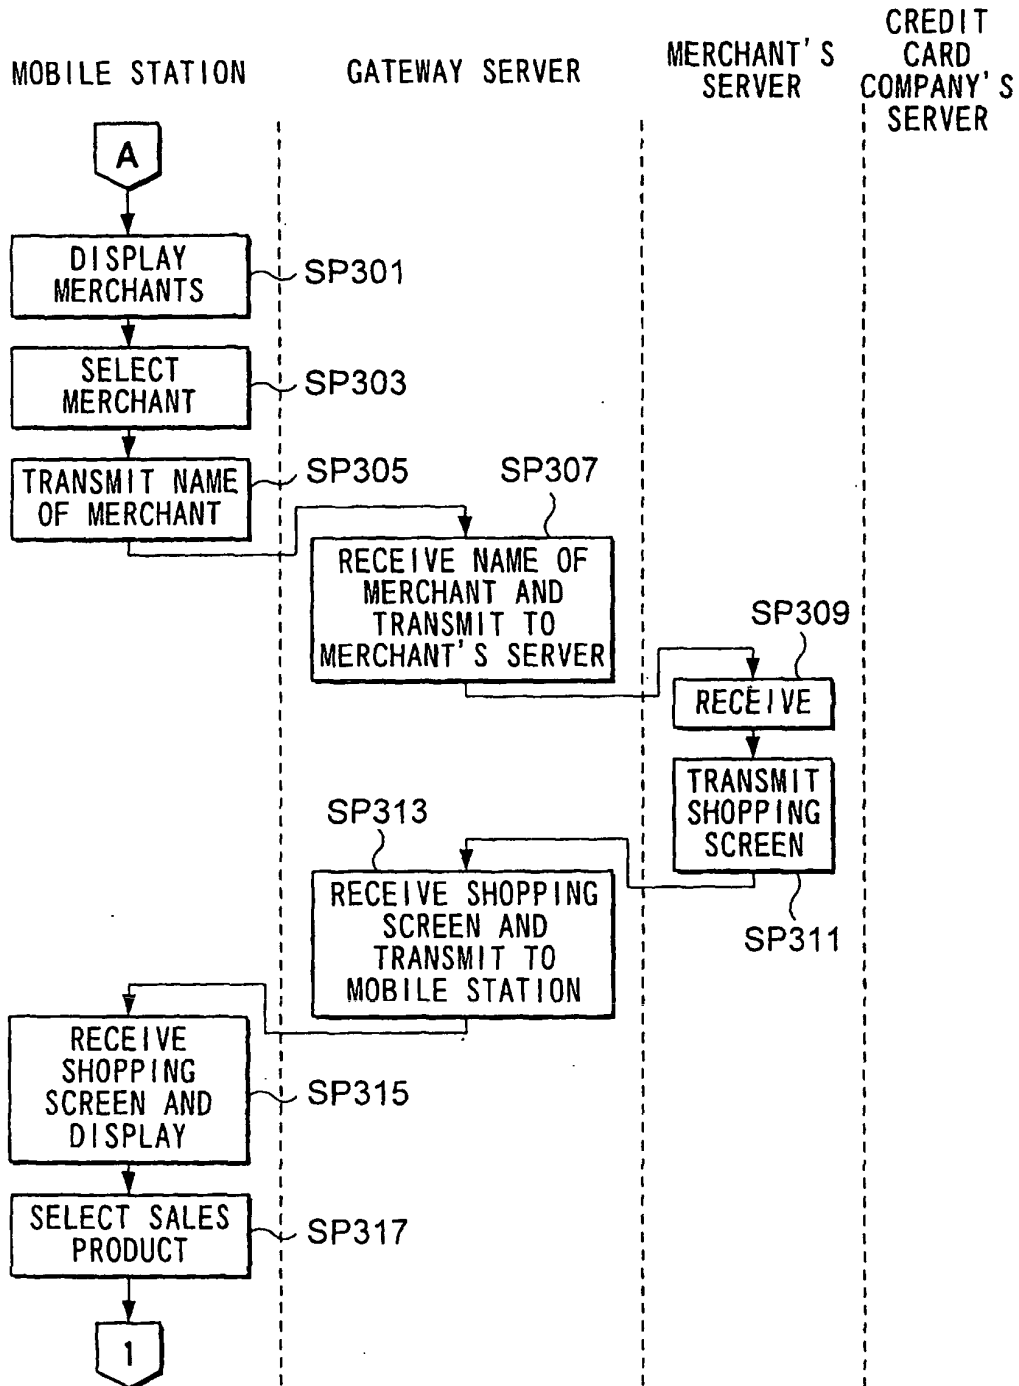 MOBILE STATION
GATEWAY SERVER
MERCHANT'S
SERVER
CREDIT
CARD
COMPANY'S
SERVER
A
DISPLAY
MERCHANTS
SP301
SELECT
MERCHANT
SP303
TRANSMIT NAME
OF MERCHANT
SP305
SP307
RECEIVE NAME OF
MERCHANT AND
TRANSMIT TO
MERCHANT'S SERVER
SP309
RECEIVE
TRANSMIT
SHOPPING
SCREEN
SP311
SP313
RECEIVE SHOPPING
SCREEN AND
TRANSMIT TO
MOBILE STATION
RECEIVE
SHOPPING
SCREEN AND
DISPLAY
SP315
SELECT SALES
PRODUCT
SP317
1